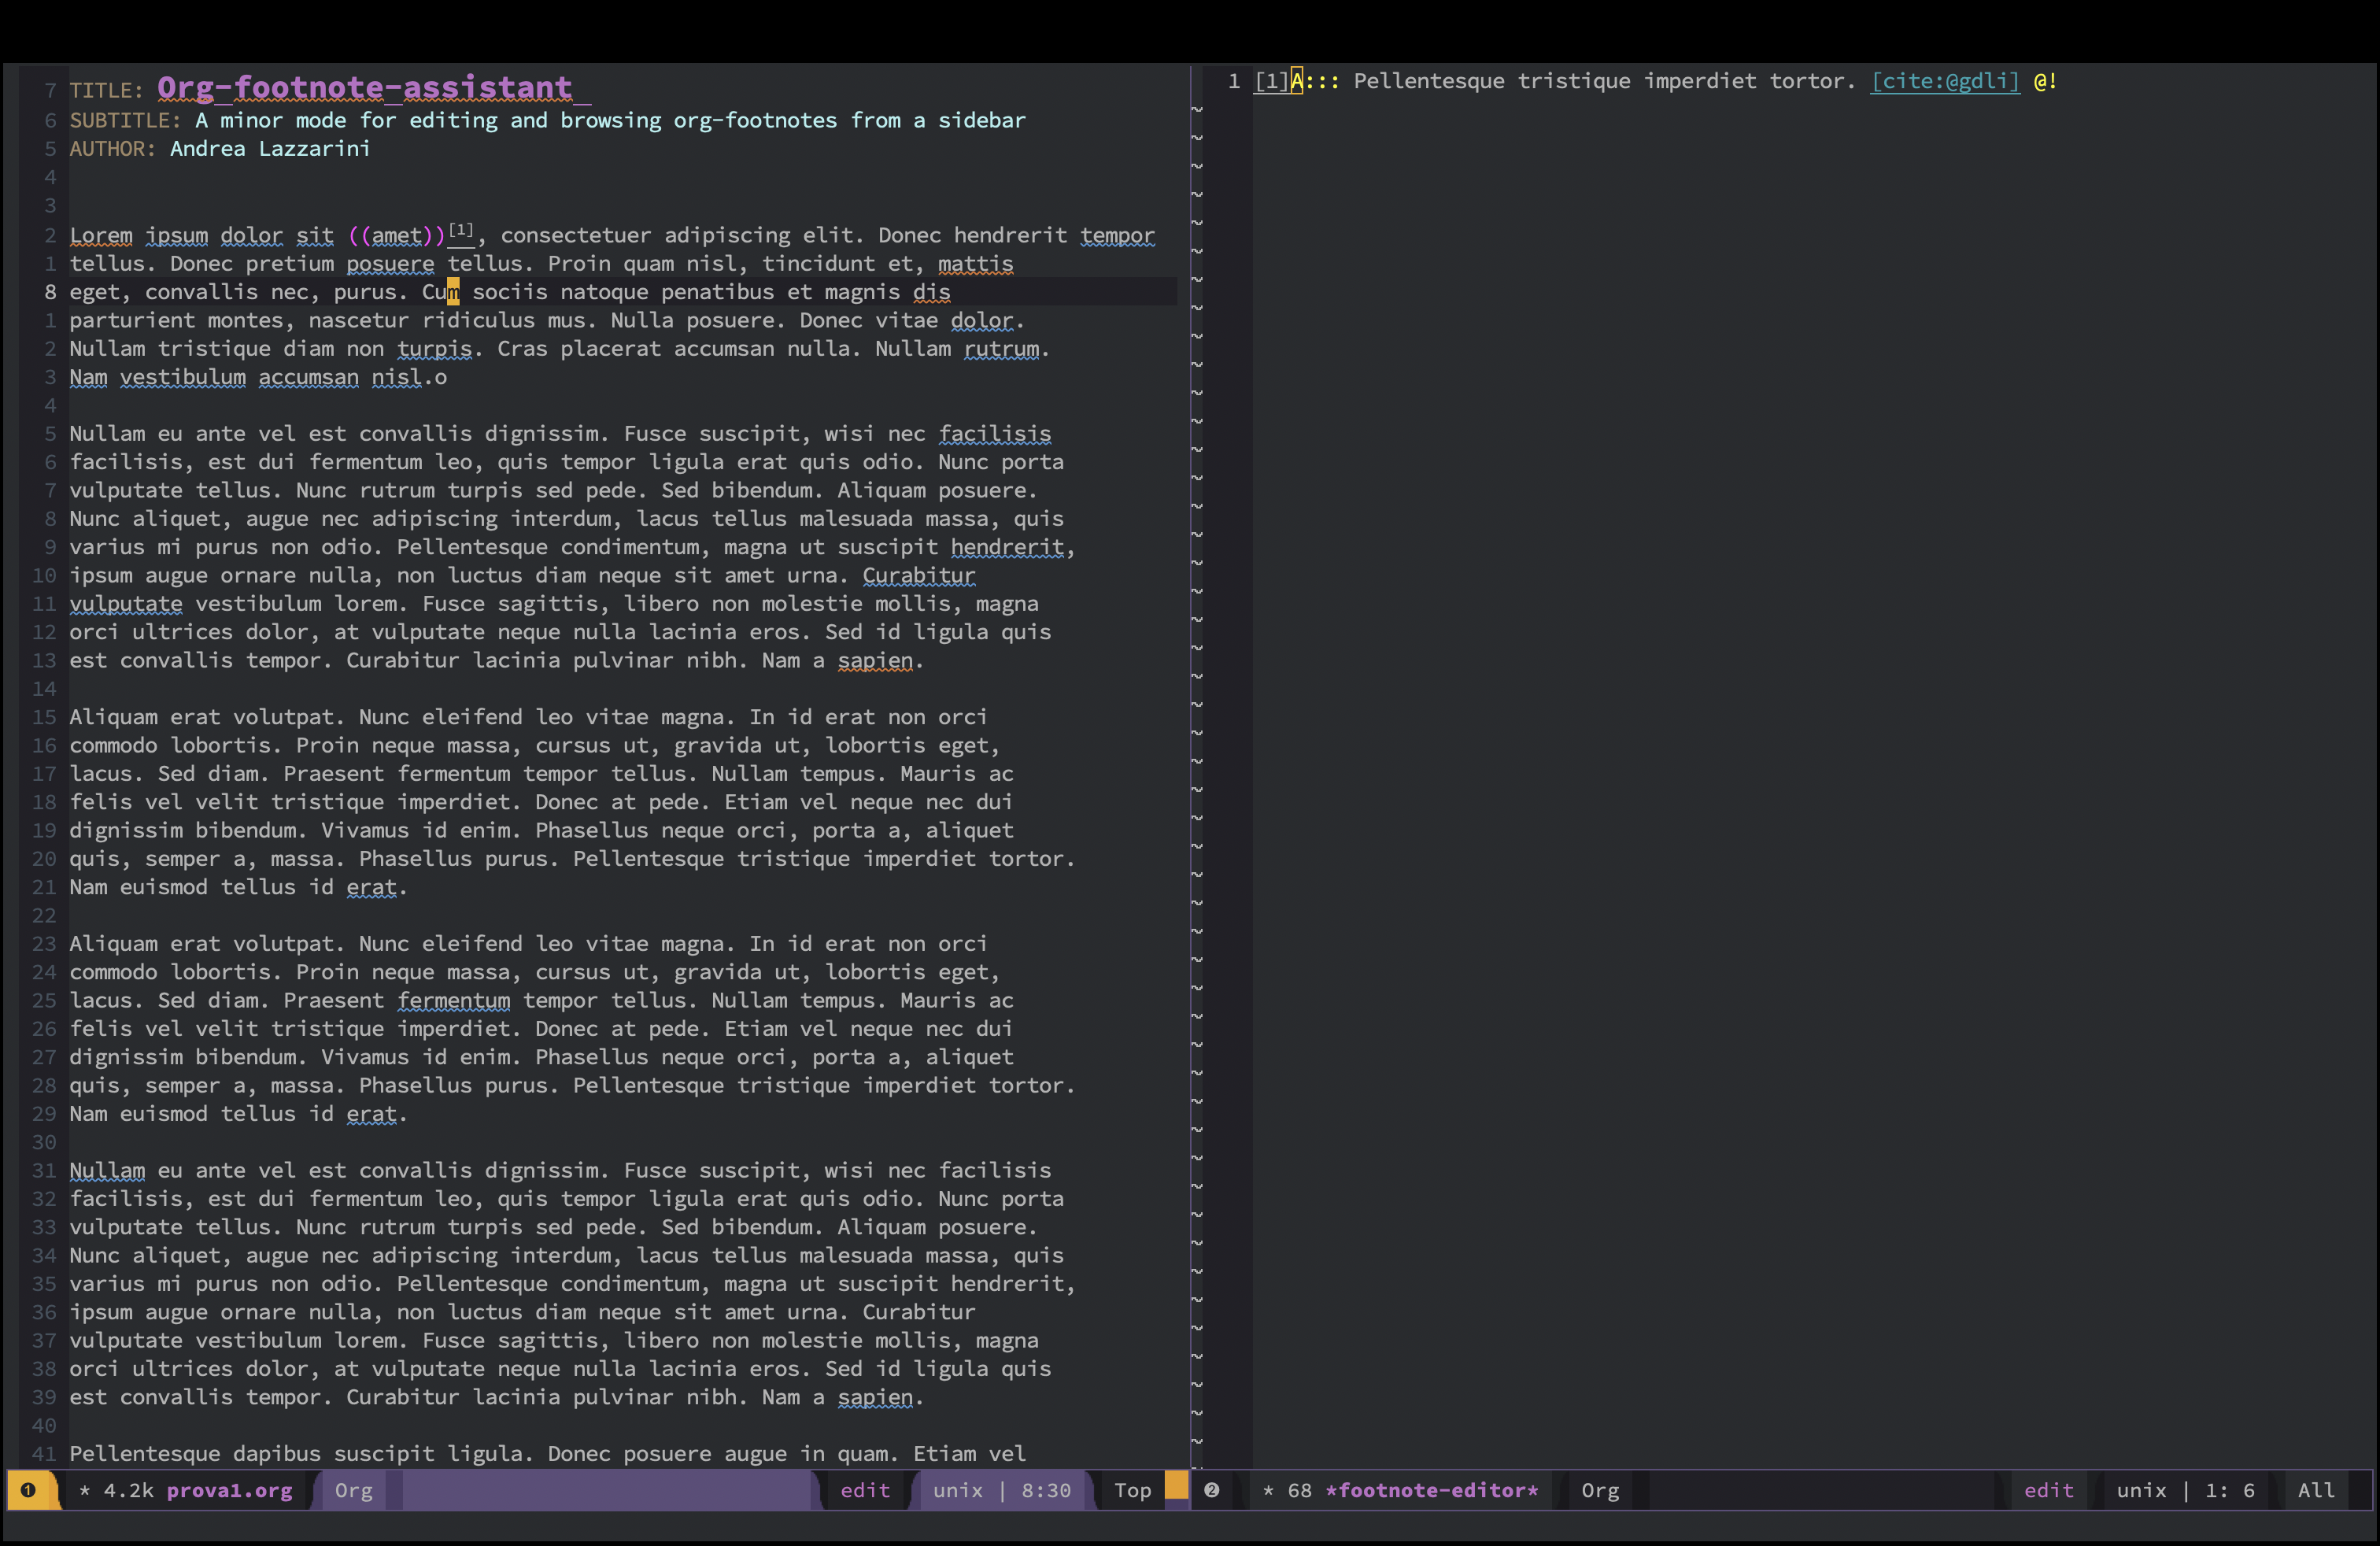 7 TITLE: Org-footnote-assistant_
6 SUBTITLE: A minor mode for editing and browsing org-footnotes from a sidebar
5 AUTHOR: Andrea Lazzarini
4
3
2 Lorem ipsum dolor sit ((amet))[1], consectetuer adipiscing elit. Donec hendrerit tempor
1 tellus. Donec pretium posuere tellus. Proin quam nisl, tincidunt et, mattis
8 eget, convallis nec, purus. Cum sociis natoque penatibus et magnis dis
1 parturient montes, nascetur ridiculus mus. Nulla posuere. Donec vitae dolor.
2 Nullam tristique diam non turpis. Cras placerat accumsan nulla. Nullam rutrum.
3 Nam vestibulum accumsan nisl.o
4
5 Nullam eu ante vel est convallis dignissim. Fusce suscipit, wisi nec facilisis
6 facilisis, est dui fermentum leo, quis tempor ligula erat quis odio. Nunc porta
7 vulputate tellus. Nunc rutrum turpis sed pede. Sed bibendum. Aliquam posuere.
8 Nunc aliquet, augue nec adipiscing interdum, lacus tellus malesuada massa, quis
9 varius mi purus non odio. Pellentesque condimentum, magna ut suscipit hendrerit,
10 ipsum augue ornare nulla, non luctus diam neque sit amet urna. Curabitur
11 vulputate vestibulum lorem. Fusce sagittis, libero non molestie mollis, magna
12 orci ultrices dolor, at vulputate neque nulla lacinia eros. Sed id ligula quis
13 est convallis tempor. Curabitur lacinia pulvinar nibh. Nam a sapien.
14
15 Aliquam erat volutpat. Nunc eleifend leo vitae magna. In id erat non orci
16 commodo lobortis. Proin neque massa, cursus ut, gravida ut, lobortis eget,
17 lacus. Sed diam. Praesent fermentum tempor tellus. Nullam tempus. Mauris ac
18 felis vel velit tristique imperdiet. Donec at pede. Etiam vel neque nec dui
19 dignissim bibendum. Vivamus id enim. Phasellus neque orci, porta a, aliquet
20 quis, semper a, massa. Phasellus purus. Pellentesque tristique imperdiet tortor.
21 Nam euismod tellus id erat.
22
23 Aliquam erat volutpat. Nunc eleifend leo vitae magna. In id erat non orci
24 commodo lobortis. Proin neque massa, cursus ut, gravida ut, lobortis eget,
25 lacus. Sed diam. Praesent fermentum tempor tellus. Nullam tempus. Mauris ac
26 felis vel velit tristique imperdiet. Donec at pede. Etiam vel neque nec dui
27 dignissim bibendum. Vivamus id enim. Phasellus neque orci, porta a, aliquet
28 quis, semper a, massa. Phasellus purus. Pellentesque tristique imperdiet tortor.
29 Nam euismod tellus id erat.
30
31 Nullam eu ante vel est convallis dignissim. Fusce suscipit, wisi nec facilisis
32 facilisis, est dui fermentum leo, quis tempor ligula erat quis odio. Nunc porta
33 vulputate tellus. Nunc rutrum turpis sed pede. Sed bibendum. Aliquam posuere.
34 Nunc aliquet, augue nec adipiscing interdum, lacus tellus malesuada massa, quis
35 varius mi purus non odio. Pellentesque condimentum, magna ut suscipit hendrerit,
36 ipsum augue ornare nulla, non luctus diam neque sit amet urna. Curabitur
37 vulputate vestibulum lorem. Fusce sagittis, libero non molestie mollis, magna
38 orci ultrices dolor, at vulputate neque nulla lacinia eros. Sed id ligula quis
39 est convallis tempor. Curabitur lacinia pulvinar nibh. Nam a sapien.
40
41 Pellentesque dapibus suscipit ligula. Donec posuere augue in quam. Etiam vel
❶ * 4.2k prova1.org Org edit unix | 8:30 Top
1 [1]A::: Pellentesque tristique imperdiet tortor. [cite:@gdli] @!
❷ * 68 *footnote-editor* Org edit unix | 1: 6 All